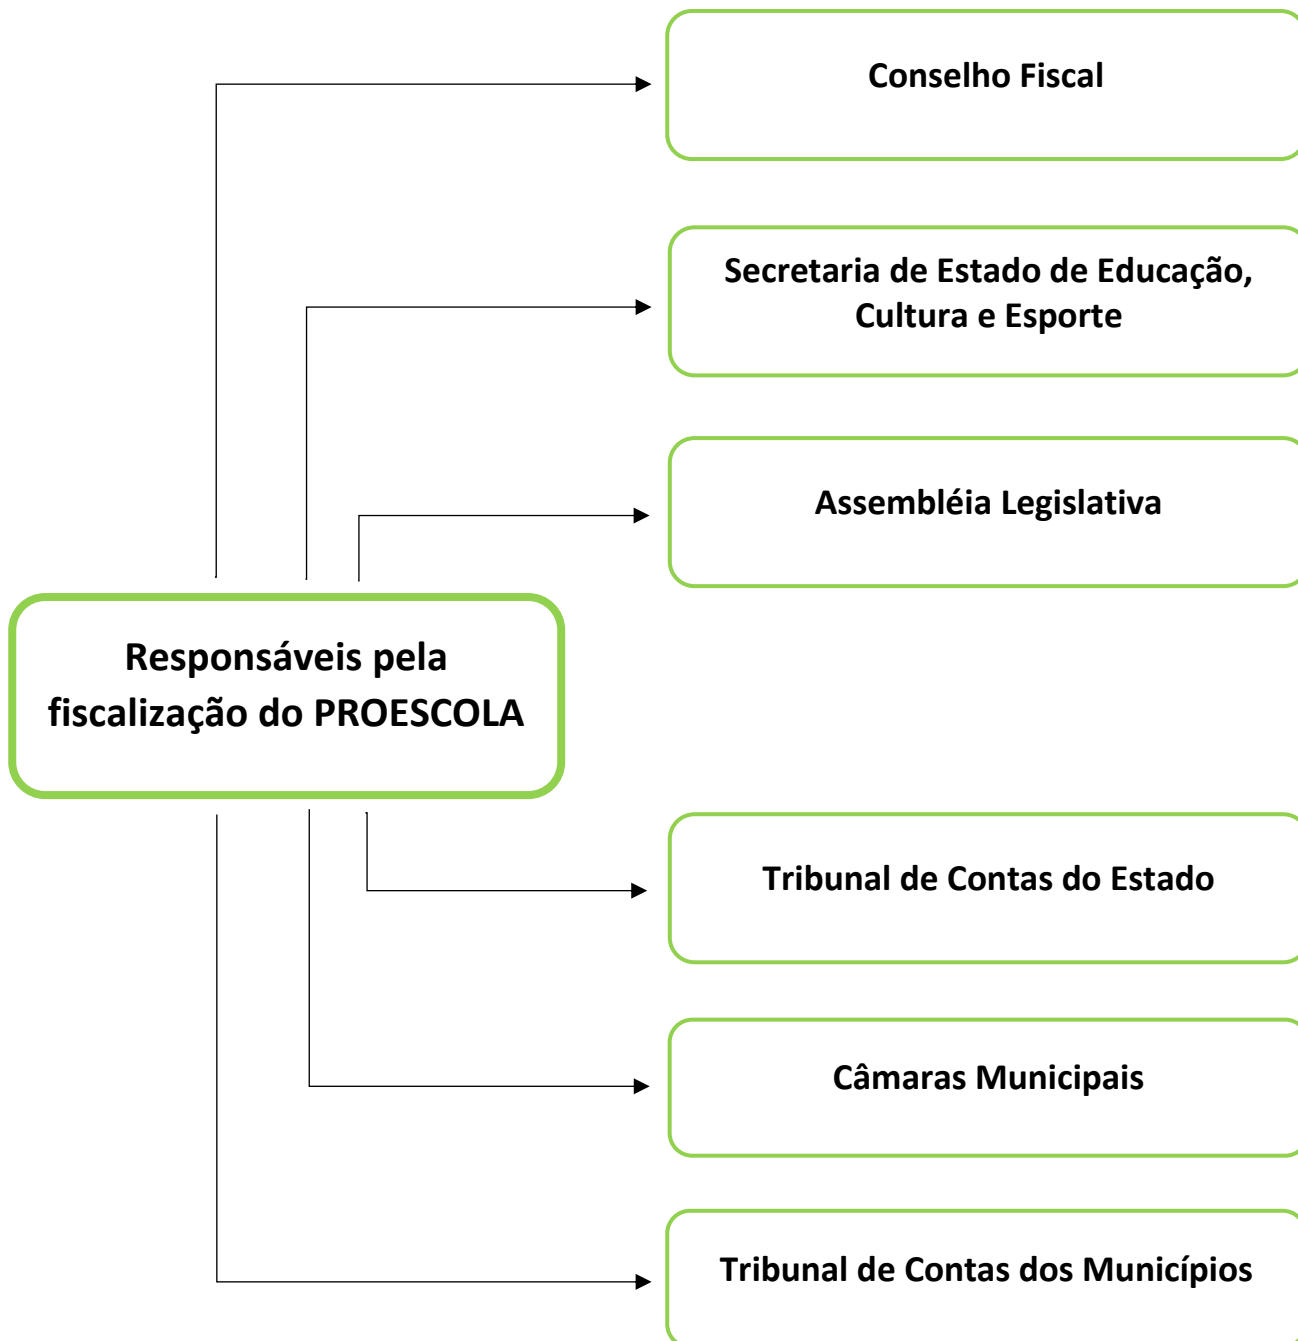 Conselho Fiscal
Secretaria de Estado de Educação,
Cultura e Esporte
Assembléia Legislativa
Responsáveis pela
fiscalização do PROESCOLA
Tribunal de Contas do Estado
Câmaras Municipais
Tribunal de Contas dos Municípios